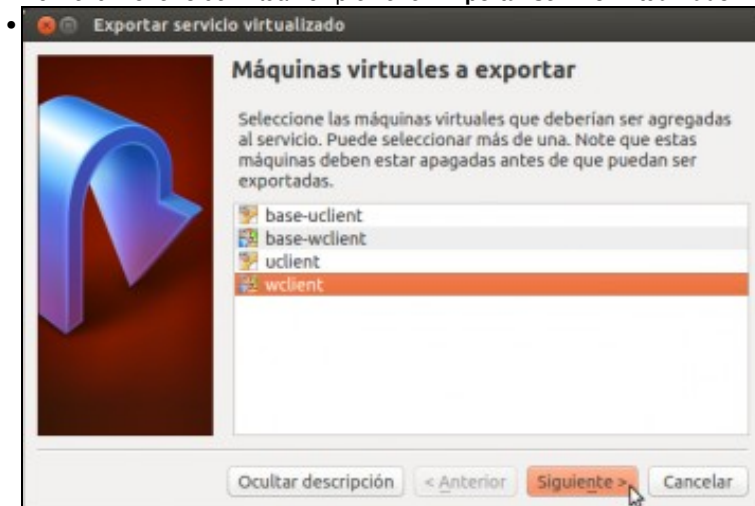 Exportar servicio virtualizado
Máquinas virtuales a exportar
Seleccione las máquinas virtuales que deberían ser agregadas
al servicio. Puede seleccionar más de una. Note que estas
máquinas deben estar apagadas antes de que puedan ser
exportadas.
base-uclient
base-wclient
uclient
wclient
Ocultar descripción
< Anterior
Siguiente >
Cancelar